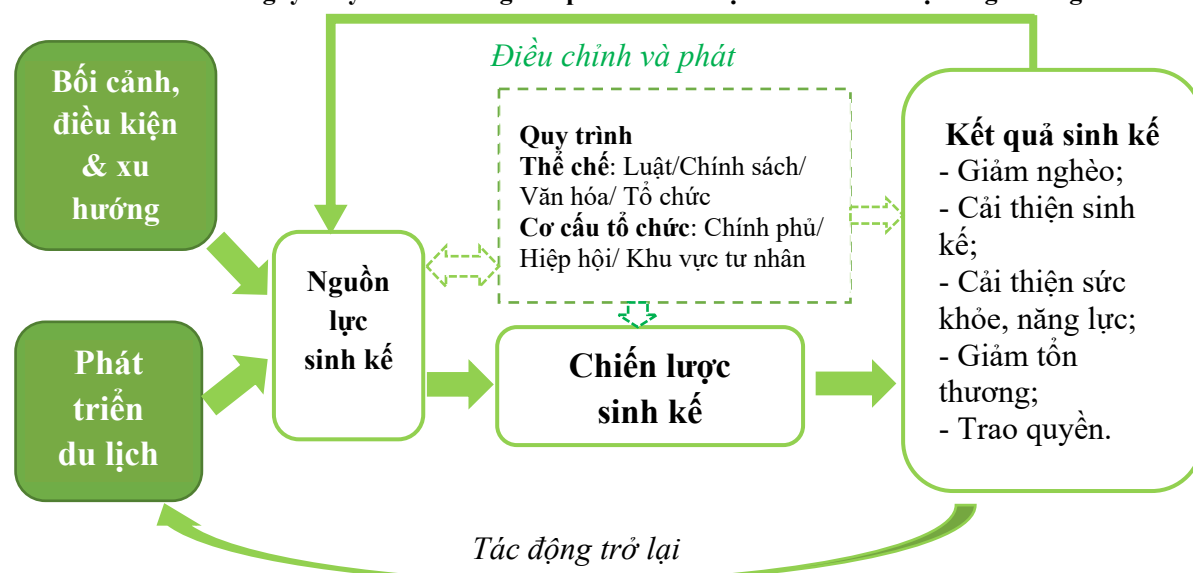 Điều chỉnh và phát
Bối cảnh,
điều kiện
& xu
hướng
Quy trình
Thể chế: Luật/Chính sách/
Văn hóa/ Tổ chức
Cơ cấu tổ chức: Chính phủ/
Hiệp hội/ Khu vực tư nhân
Kết quả sinh kế
- Giảm nghèo;
- Cải thiện sinh
kế;
- Cải thiện sức
khỏe, năng lực;
- Giảm tổn
thương;
- Trao quyền.
Nguồn
lực
sinh kế
Phát
triển
du lịch
Chiến lược
sinh kế
Tác động trở lại